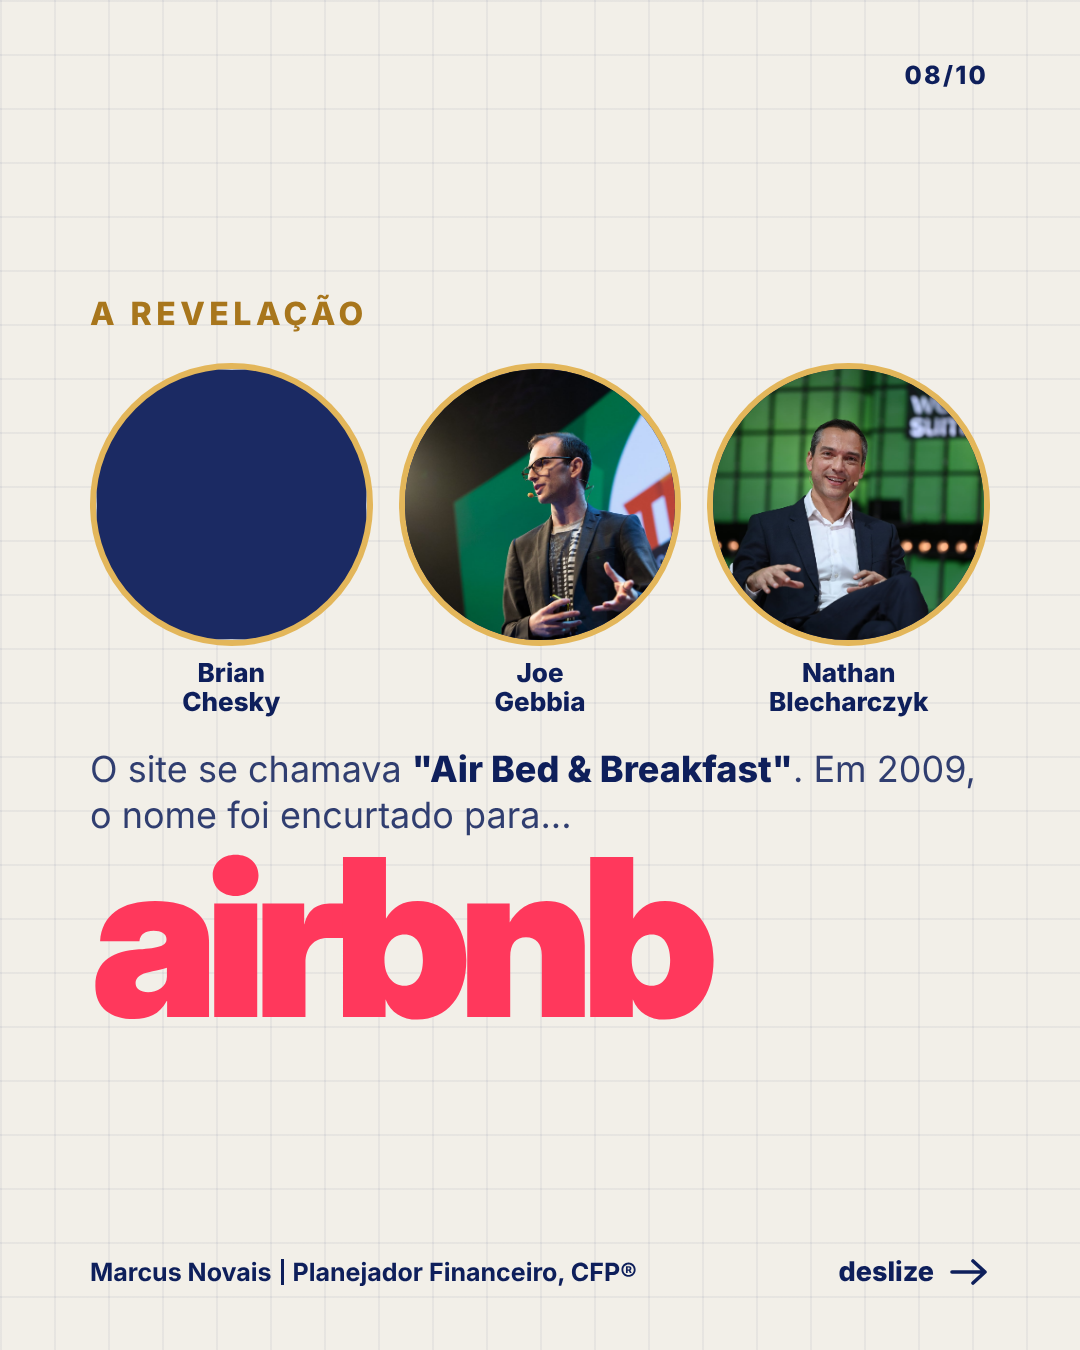 08/10
A REVELAÇÃO
Brian
Chesky
Joe
Gebbia
Nathan
Blecharczyk
O site se chamava "Air Bed & Breakfast". Em 2009,
o nome foi encurtado para...
airbnb
Marcus Novais | Planejador Financeiro, CFP®
deslize →